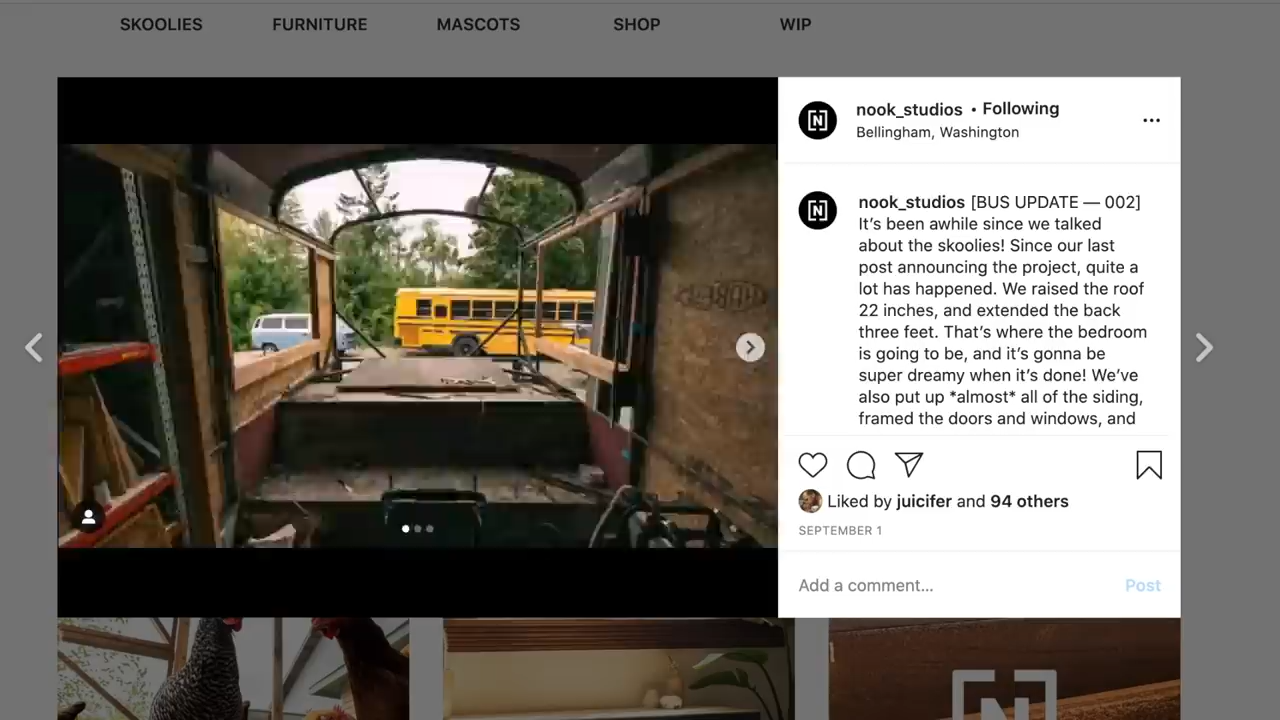 SKOOLIES FURNITURE MASCOTS SHOP WIP
nook_studios • Following
Bellingham, Washington
nook_studios [BUS UPDATE — 002]
It’s been awhile since we talked
about the skoolies! Since our last
post announcing the project, quite a
lot has happened. We raised the roof
22 inches, and extended the back
three feet. That’s where the bedroom
is going to be, and it’s gonna be
super dreamy when it’s done! We’ve
also put up *almost* all of the siding,
framed the doors and windows, and
Liked by juicifer and 94 others
SEPTEMBER 1
Add a comment... Post